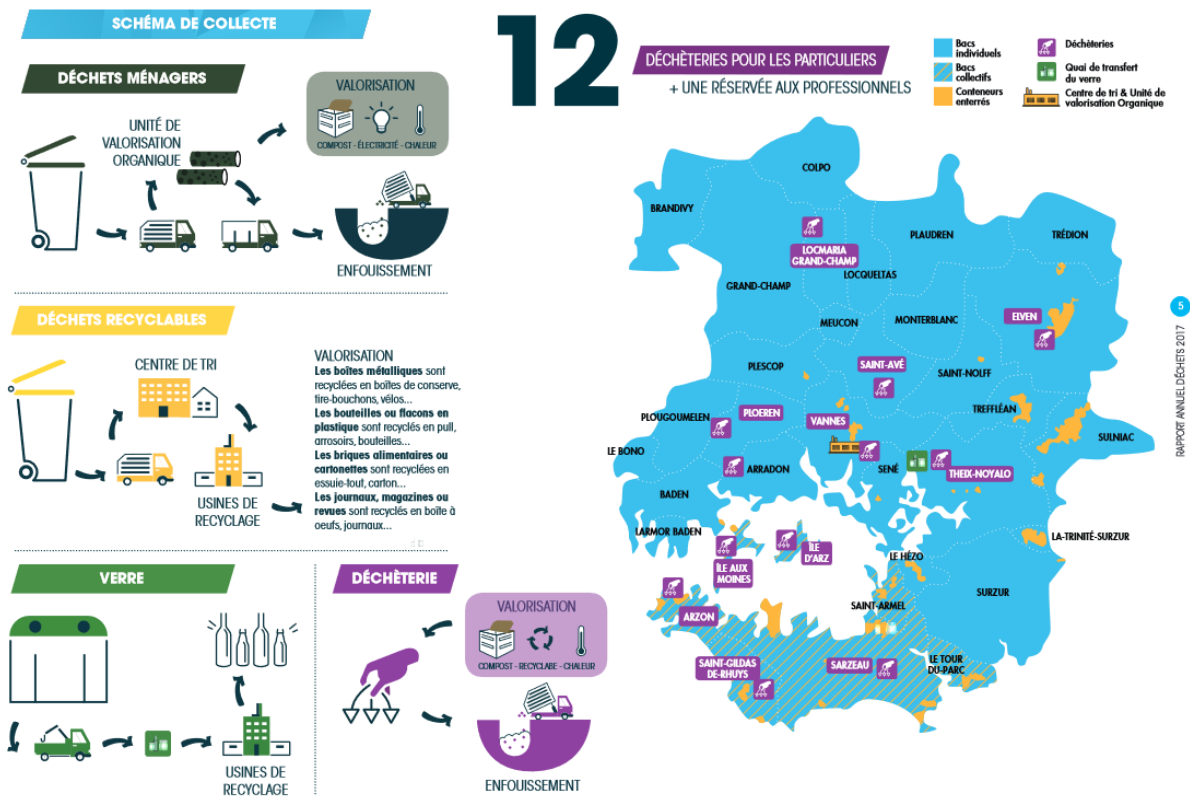 SCHÉMA DE COLLECTE
DÉCHETS MÉNAGERS
UNITÉ DE
VALORISATION
ORGANIQUE
VALORISATION
COMPOST - ÉLECTRICITÉ - CHALEUR
ENFOUISSEMENT
DÉCHETS RECYCLABLES
CENTRE DE TRI
USINES DE
RECYCLAGE
VALORISATION
Les boîtes métalliques sont
recyclées en boîtes de conserve,
tire-bouchons, vélos...
Les bouteilles ou flacons en
plastique sont recyclés en pull,
arrosoirs, bouteilles...
Les briques alimentaires ou
cartonettes sont recyclées en
essuie-tout, carton...
Les journaux, magazines ou
revues sont recyclés en boîte à
oeufs, journaux...
VERRE
USINES DE
RECYCLAGE
DÉCHÈTERIE
VALORISATION
COMPOST - RECYCLABE - CHALEUR
ENFOUISSEMENT
12
DÉCHÈTERIES POUR LES PARTICULIERS
+ UNE RÉSERVÉE AUX PROFESSIONNELS
Bacs
individuels
Bacs
collectifs
Conteneurs
enterrés
Déchèteries
Quai de transfert
du verre
Centre de tri & Unité de
valorisation Organique
COLPO
BRANDIVY
PLAUDREN
TRÉDION
LOCMARIA
GRAND-CHAMP
LOCQUELTAS
GRAND-CHAMP
MEUCON
MONTERBLANC
ELVEN
PLESCOP
SAINT-AVÉ
SAINT-NOLFF
TREFFLÉAN
PLOUGOUMELEN
PLOEREN
VANNES
SULNIAC
LE BONO
ARRADON
SENÉ
THEIX-NOYALO
BADEN
LARMOR BADEN
LA-TRINITÉ-SURZUR
ÎLE
D'ARZ
LE HÉZO
ÎLE AUX
MOINES
SURZUR
SAINT-ARMEL
ARZON
SAINT-GILDAS
DE-RHUYS
SARZEAU
LE TOUR
DU-PARC
5
RAPPORT ANNUEL DÉCHETS 2017